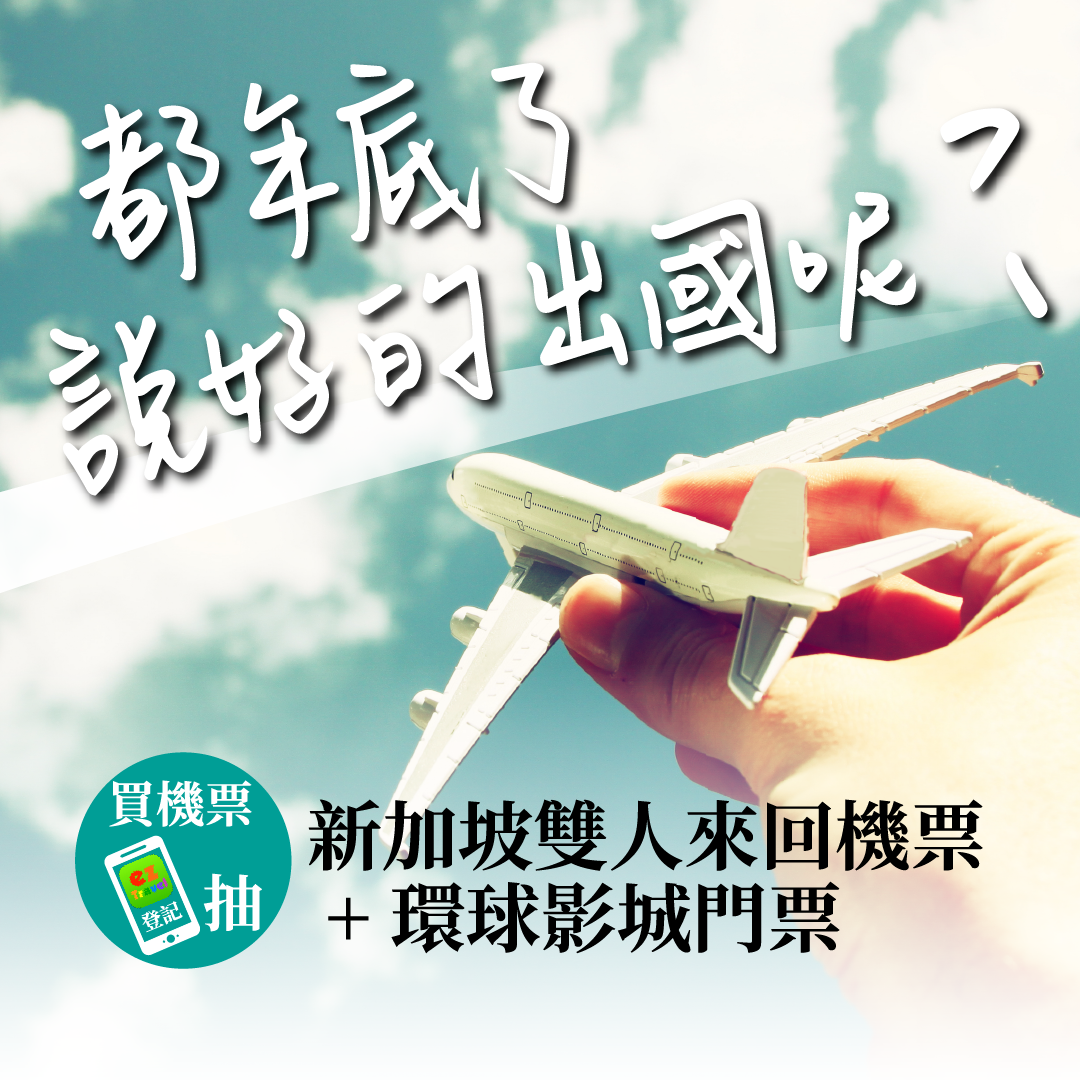 都年底了
說好的出國呢?
買機票
ez
Travel
登記
抽
新加坡雙人來回機票
+ 環球影城門票